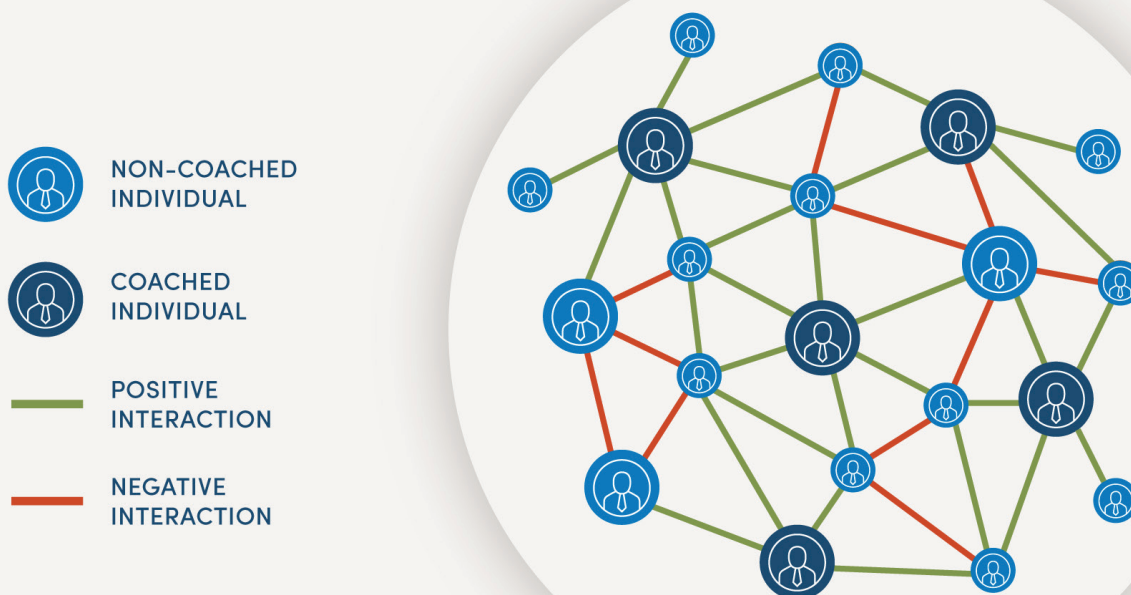 NON-COACHED
INDIVIDUAL
COACHED
INDIVIDUAL
POSITIVE
INTERACTION
NEGATIVE
INTERACTION